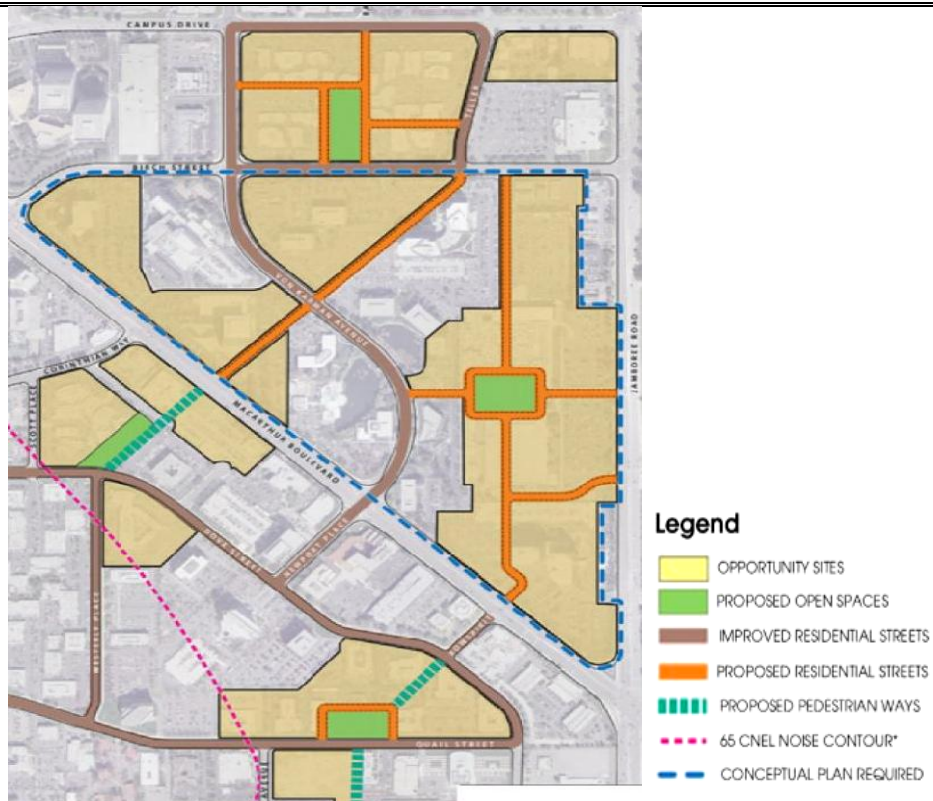 CAMPUS DRIVE
TELLER
BIRCH STREET
VON KARMAN AVENUE
JAMBOREE ROAD
CORINTHIAN WAY
SCOTT PLACE
MACARTHUR BOULEVARD
DOVE STREET
NEWPORT PLACE
WESTERLY PLACE
QUAIL STREET
AVENUE
Legend
OPPORTUNITY SITES
PROPOSED OPEN SPACES
IMPROVED RESIDENTIAL STREETS
PROPOSED RESIDENTIAL STREETS
PROPOSED PEDESTRIAN WAYS
65 CNEL NOISE CONTOUR*
CONCEPTUAL PLAN REQUIRED